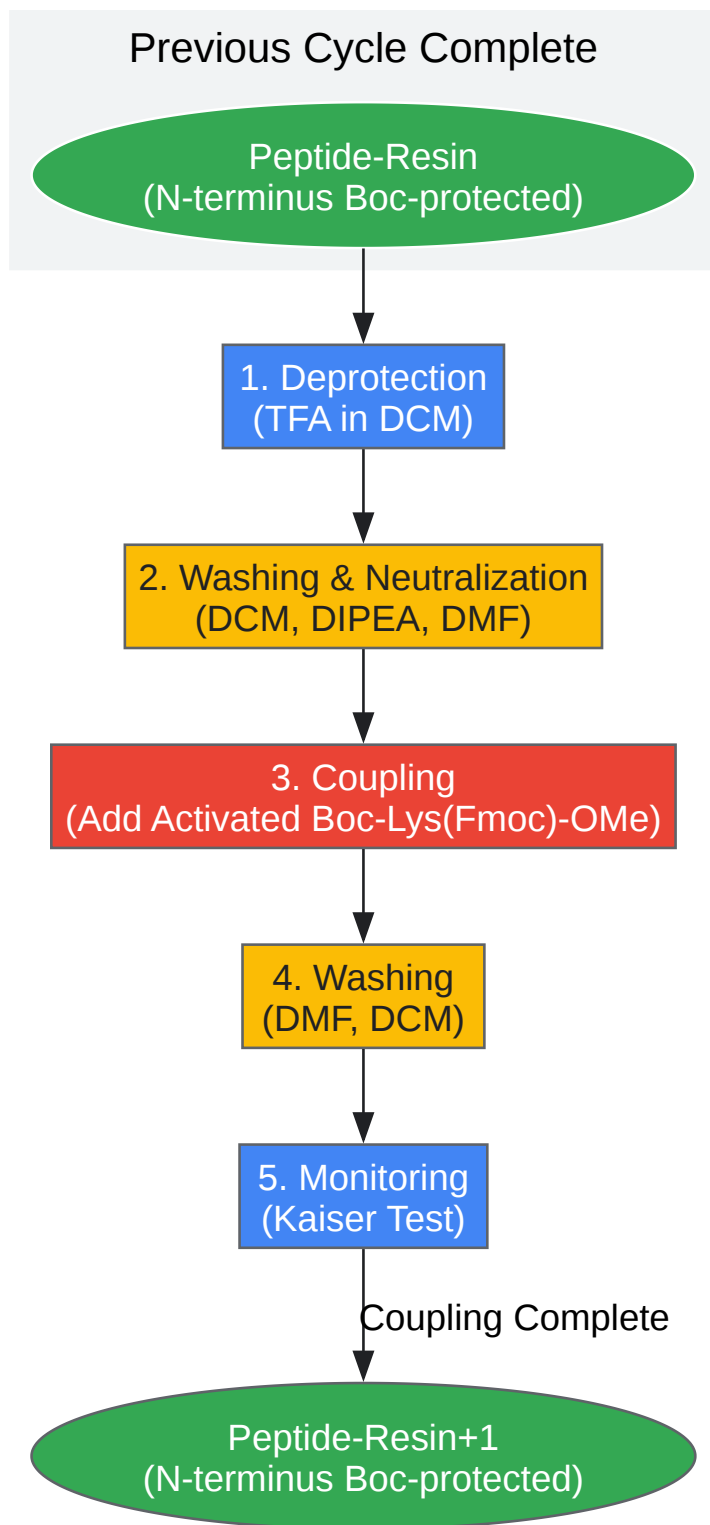 Previous Cycle Complete
Peptide-Resin
(N-terminus Boc-protected)
1. Deprotection
(TFA in DCM)
2. Washing & Neutralization
(DCM, DIPEA, DMF)
3. Coupling
(Add Activated Boc-Lys(Fmoc)-OMe)
4. Washing
(DMF, DCM)
5. Monitoring
(Kaiser Test)
Coupling Complete
Peptide-Resin+1
(N-terminus Boc-protected)